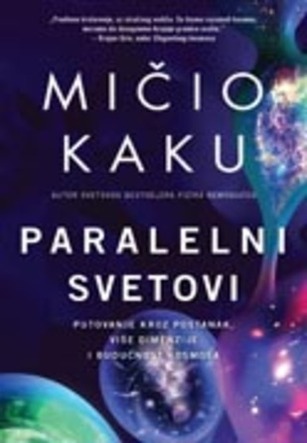 MIČIO
KAKU
AUTOR SVETSKOG BESTSELERA FIZIKA NEMOGUĆEG
PARALELNI
SVETOVI
PUTOVANJE KROZ POSTANAK,
VIŠE DIMENZIJE
I BUDUĆNOST KOSMOSA